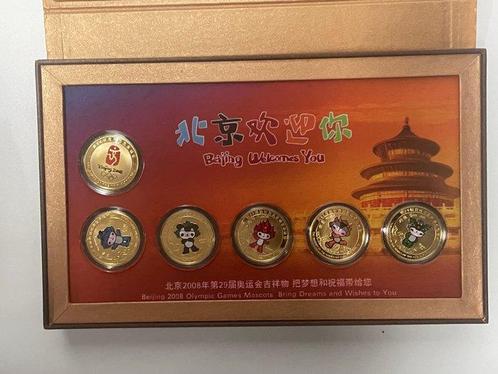 北京欢迎你
Beijing Welcomes You
Beijing 2008
北京2008年第29届奥运会吉祥物 把梦想和祝福带给您
Beijing 2008 Olympic Games Mascots Bring Dreams and Wishes to You